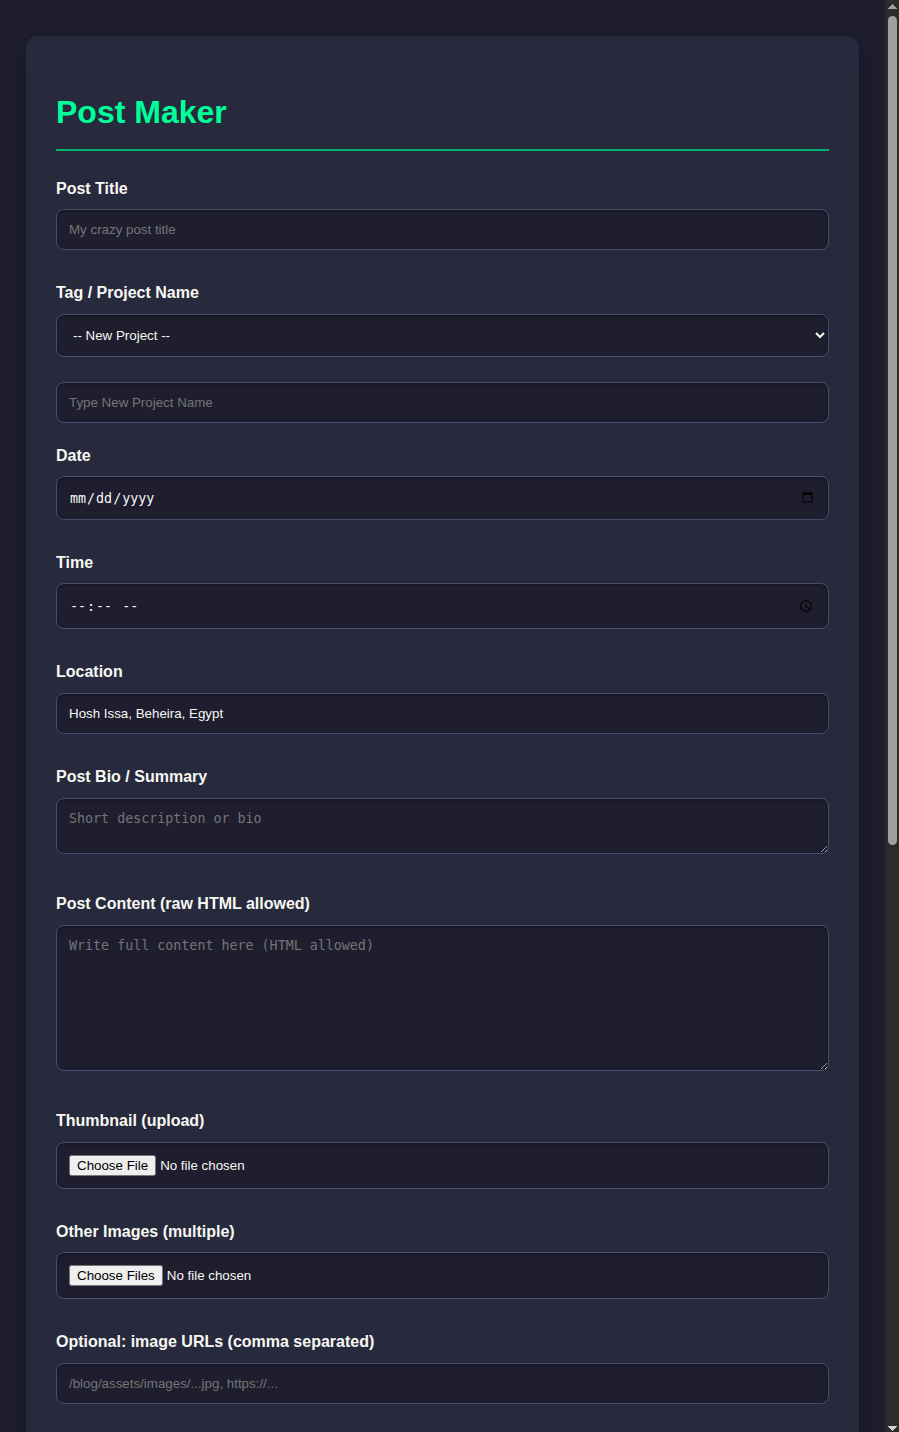 Post Maker
Post Title
My crazy post title
Tag / Project Name
-- New Project --
Type New Project Name
Date
mm/dd/yyyy
Time
--:-- --
Location
Hosh Issa, Beheira, Egypt
Post Bio / Summary
Short description or bio
Post Content (raw HTML allowed)
Write full content here (HTML allowed)
Thumbnail (upload)
Choose File No file chosen
Other Images (multiple)
Choose Files No file chosen
Optional: image URLs (comma separated)
/blog/assets/images/...jpg, https://...